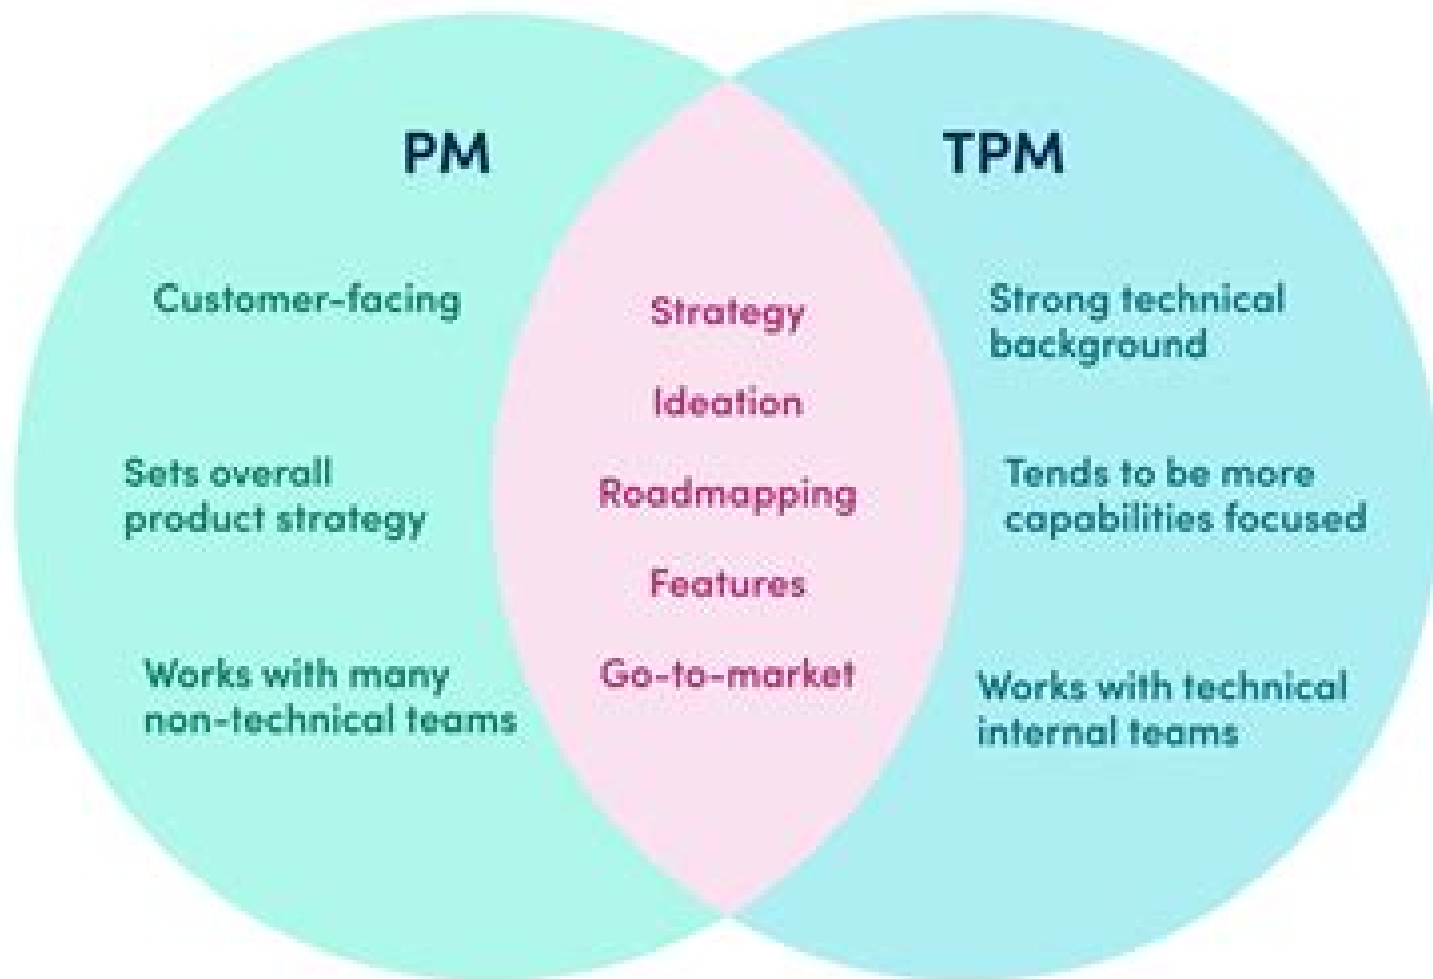 PM
Customer-facing
Sets overall
product strategy
Works with many
non-technical teams
Strategy
Ideation
Roadmapping
Features
Go-to-market
TPM
Strong technical
background
Tends to be more
capabilities focused
Works with technical
internal teams